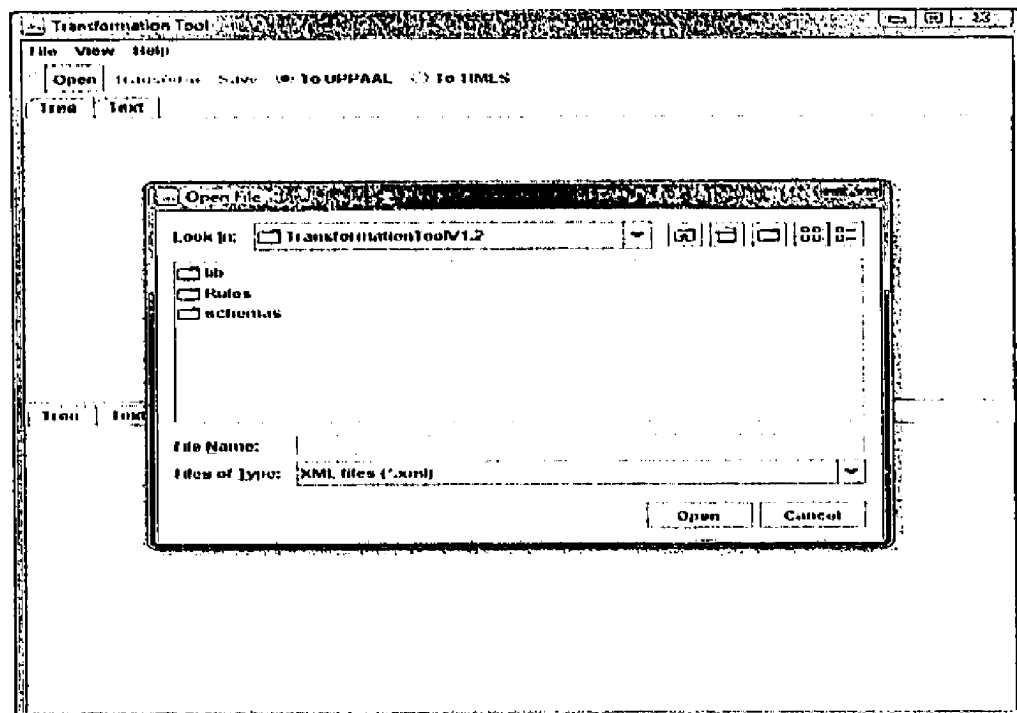 Transformation Tool
File View Help
Open Transform Save To UPPAAL To TIMES
Tree Text
Open File
Look In: TransformationToolV1.2
lib
Rules
schemas
Tree Text
File Name:
Files of Type: XML files (*.xml)
Open Cancel